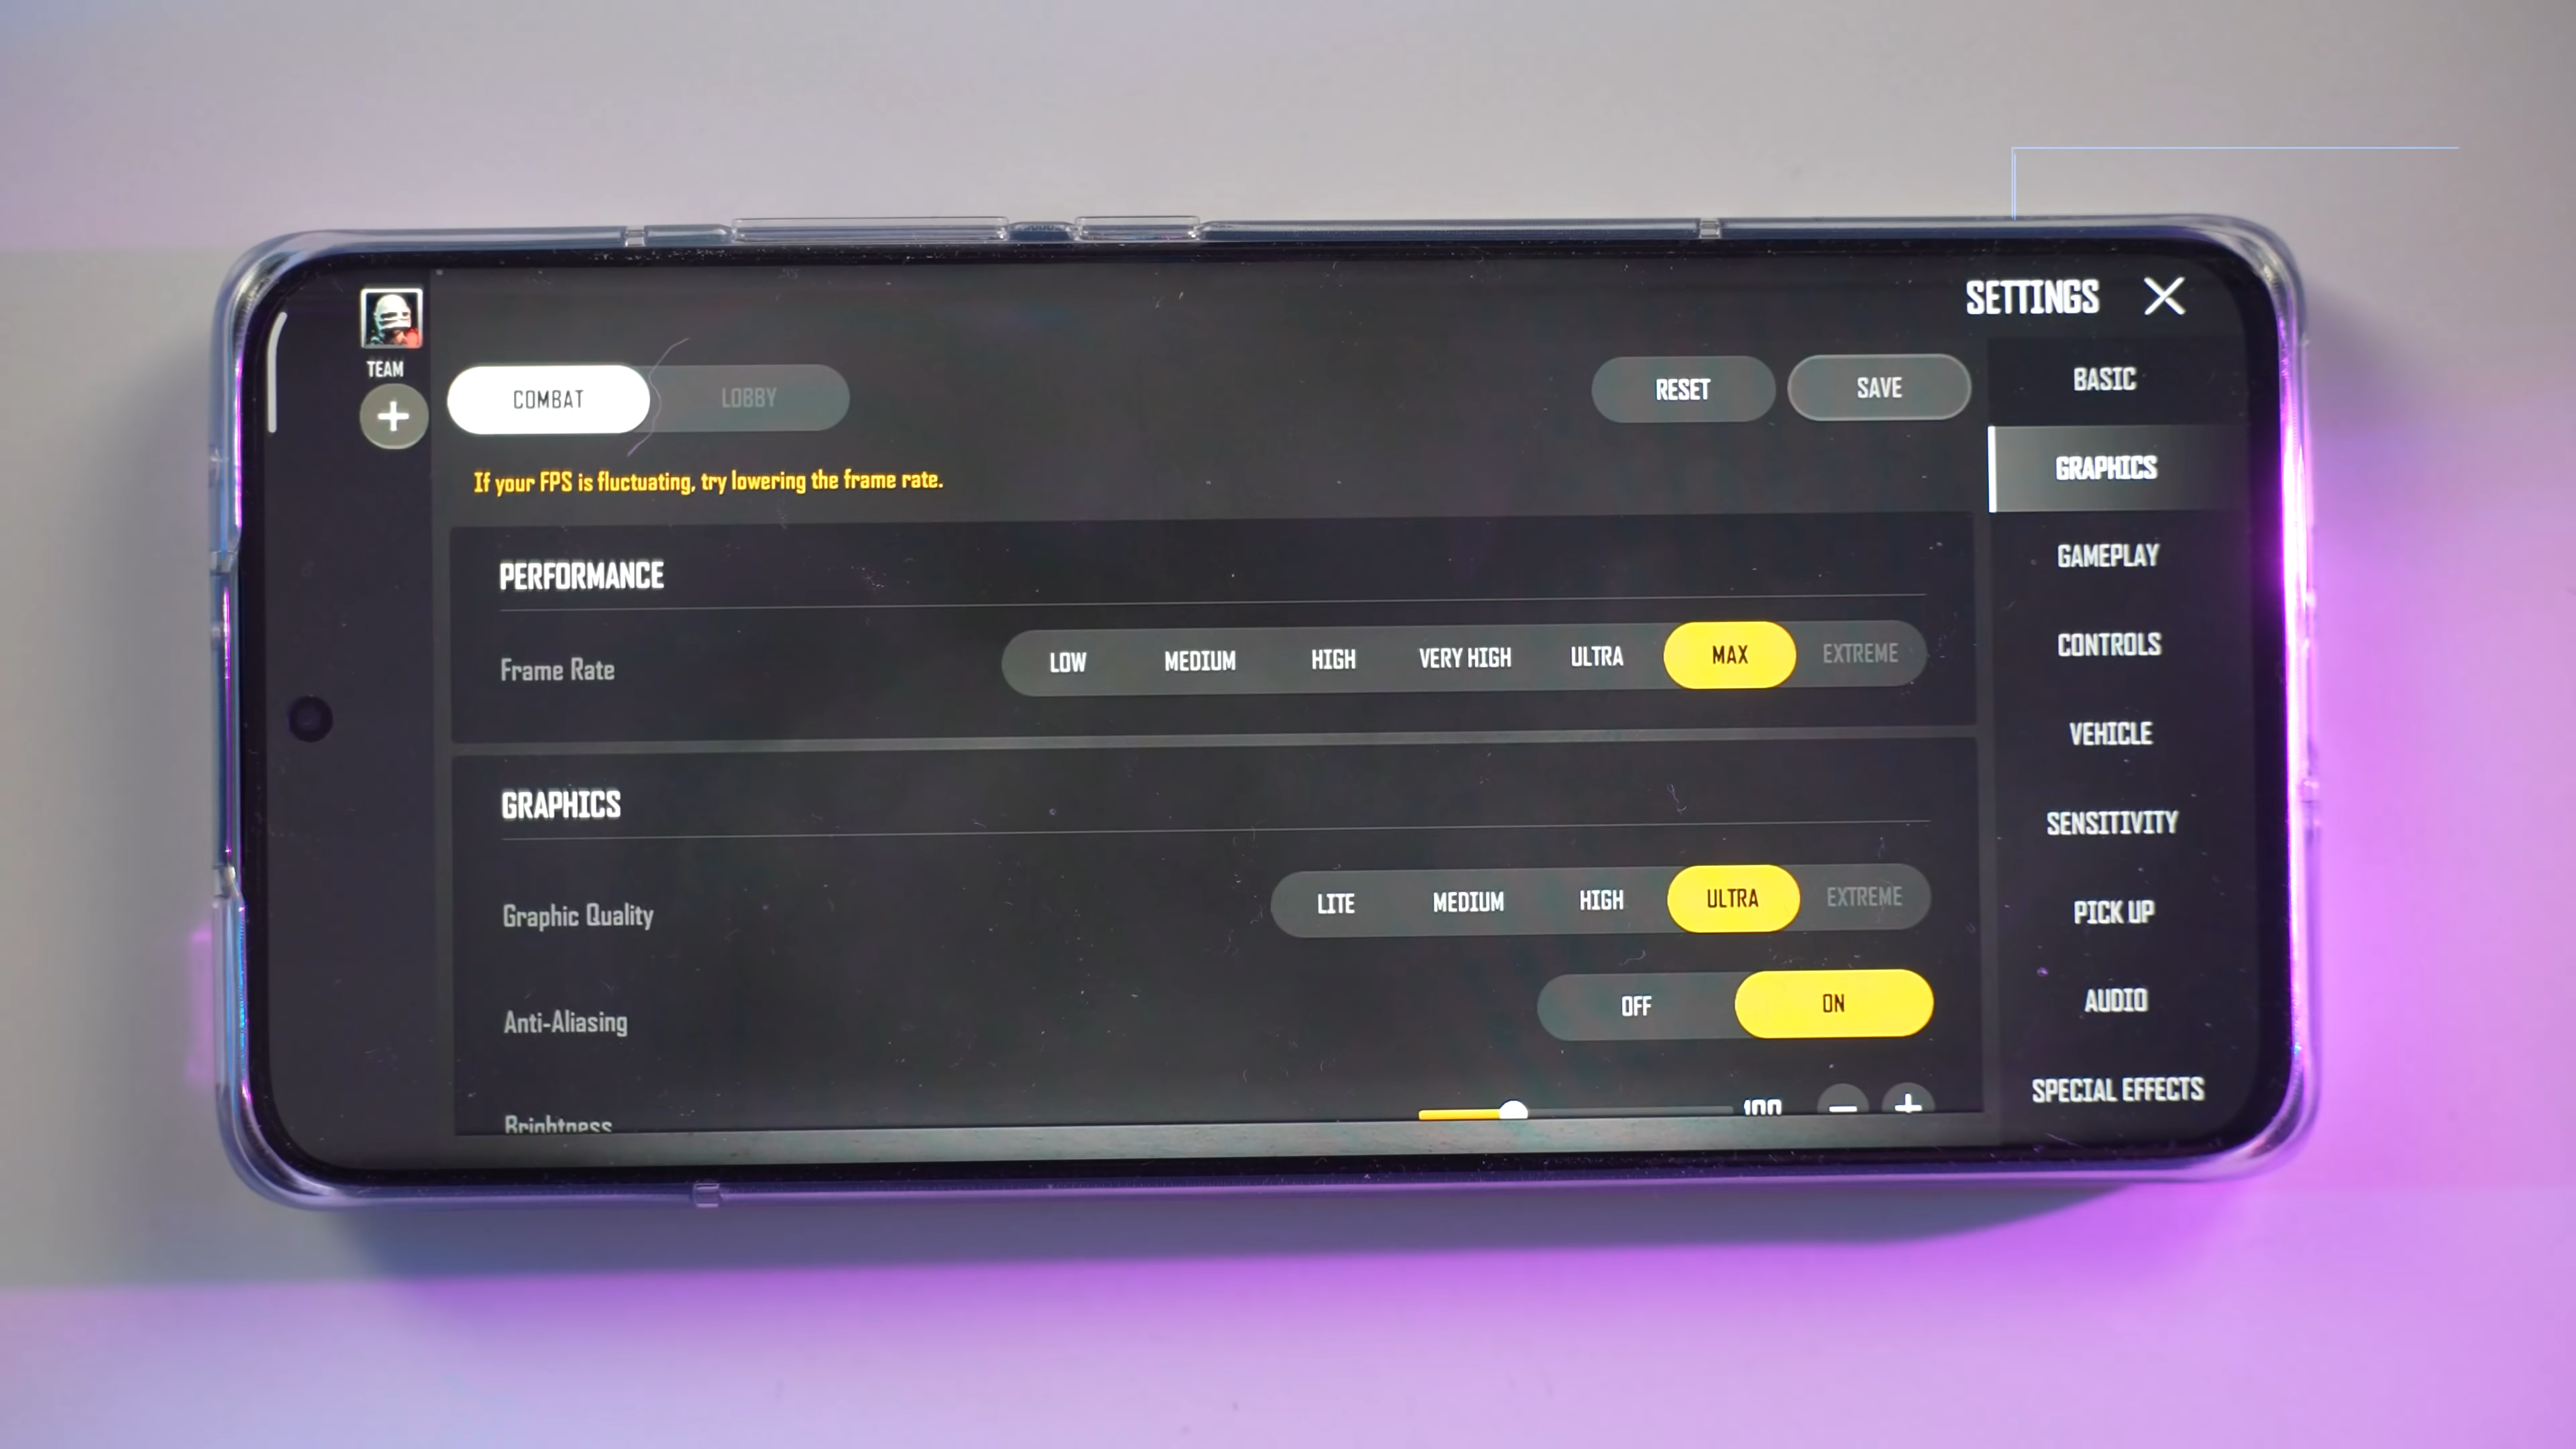 SETTINGS
TEAM
COMBAT LOBBY RESET SAVE
If your FPS is fluctuating, try lowering the frame rate.
PERFORMANCE
Frame Rate LOW MEDIUM HIGH VERY HIGH ULTRA MAX EXTREME
GRAPHICS
Graphic Quality LITE MEDIUM HIGH ULTRA EXTREME
Anti-Aliasing OFF ON
Brightness 100
BASIC
GRAPHICS
GAMEPLAY
CONTROLS
VEHICLE
SENSITIVITY
PICK UP
AUDIO
SPECIAL EFFECTS